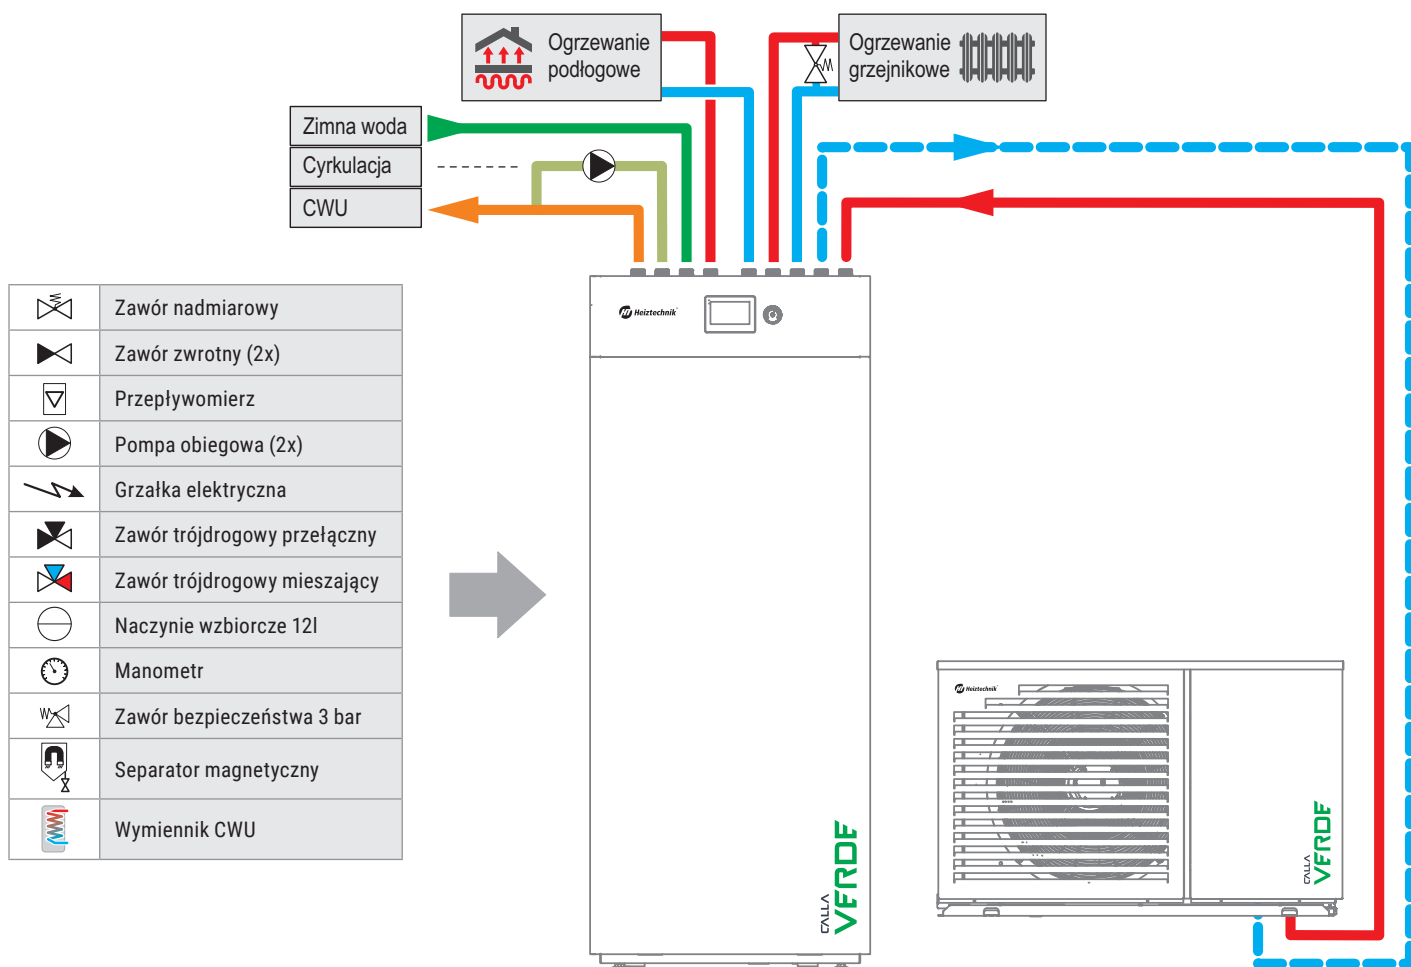 Ogrzewanie
podłogowe
Ogrzewanie
grzejnikowe
Zimna woda
Cyrkulacja
CWU
Zawór nadmiarowy
Zawór zwrotny (2x)
Przepływomierz
Pompa obiegowa (2x)
Grzałka elektryczna
Zawór trójdrogowy przełączny
Zawór trójdrogowy mieszający
Naczynie wzbiorcze 12l
Manometr
Zawór bezpieczeństwa 3 bar
Separator magnetyczny
Wymiennik CWU
HT Heiztechnik
CALLA
VERDE
HT Heiztechnik
CALLA
VERDE